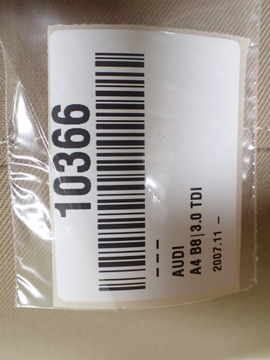 10366
– – –
AUDI
A4 B8|3.0 TDI
2007.11 –